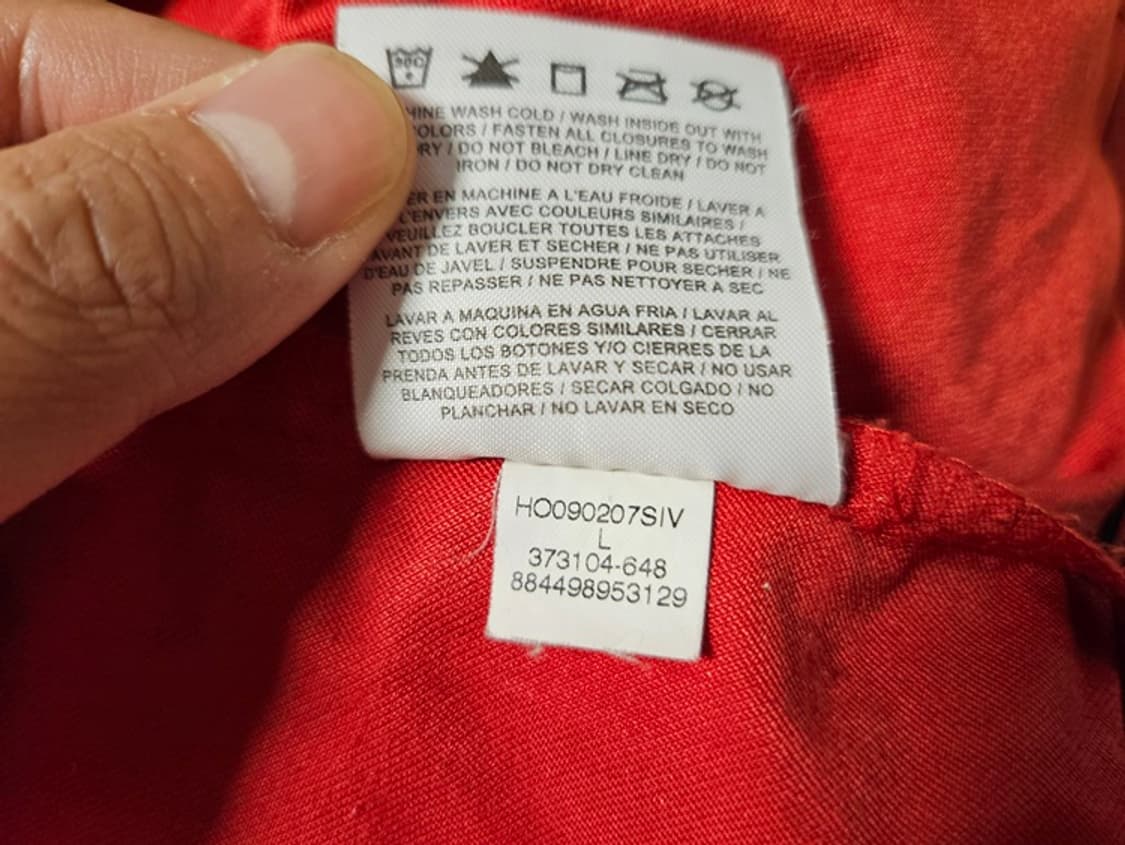 30C
WASH COLD / WASH INSIDE OUT WITH
/ FASTEN ALL CLOSURES TO WASH
/ DO NOT BLEACH / LINE DRY / DO NOT
IRON / DO NOT DRY CLEAN
EN MACHINE A L'EAU FROIDE / LAVER A
L'ENVERS AVEC COULEURS SIMILAIRES /
VEUILLEZ BOUCLER TOUTES LES ATTACHES
AVANT DE LAVER ET SECHER / NE PAS UTILISER
D'EAU DE JAVEL / SUSPENDRE POUR SECHER / NE
PAS REPASSER / NE PAS NETTOYER A SEC
LAVAR A MAQUINA EN AGUA FRIA / LAVAR AL
REVES CON COLORES SIMILARES / CERRAR
TODOS LOS BOTONES Y/O CIERRES DE LA
PRENDA ANTES DE LAVAR Y SECAR / NO USAR
BLANQUEADORES / SECAR COLGADO / NO
PLANCHAR / NO LAVAR EN SECO
HO090207SIV
L
373104-648
884498953129